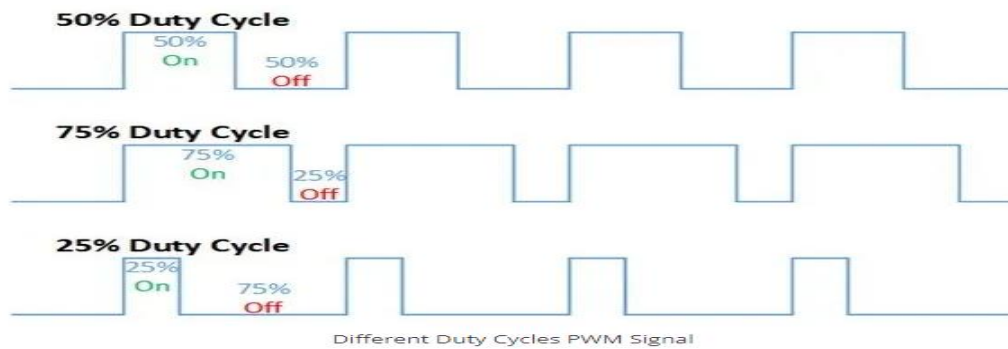 50% Duty Cycle
50%
On
50%
Off
75% Duty Cycle
75%
On
25%
Off
25% Duty Cycle
25%
On
75%
Off
Different Duty Cycles PWM Signal